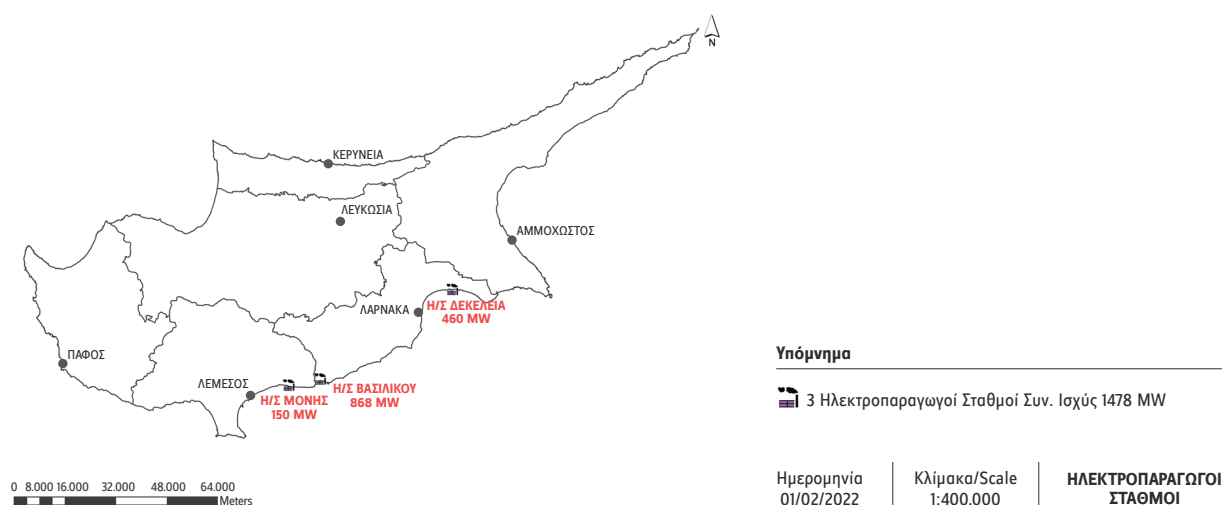 N
ΚΕΡΥΝΕΙΑ
ΛΕΥΚΩΣΙΑ
ΑΜΜΟΧΩΣΤΟΣ
ΛΑΡΝΑΚΑ
Η/Σ ΔΕΚΕΛΕΙΑ
460 MW
ΠΑΦΟΣ
ΛΕΜΕΣΟΣ
Η/Σ ΜΟΝΗΣ
150 MW
Η/Σ ΒΑΣΙΛΙΚΟΥ
868 MW
0 8.000 16.000 32.000 48.000 64.000
Meters
Υπόμνημα
3 Ηλεκτροπαραγωγοί Σταθμοί Συν. Ισχύς 1478 MW
Ημερομηνία
01/02/2022
Κλίμακα/Scale
1:400.000
ΗΛΕΚΤΡΟΠΑΡΑΓΩΓΟΙ
ΣΤΑΘΜΟΙ